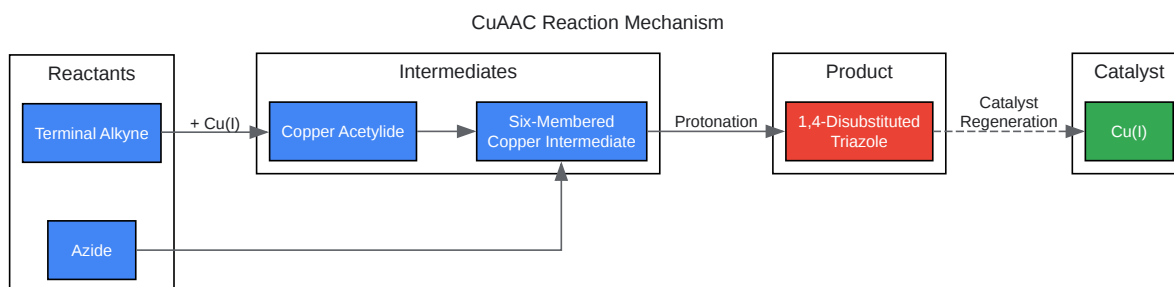 CuAAC Reaction Mechanism
Reactants
Intermediates
Product
Catalyst
Terminal Alkyne
+ Cu(I)
Copper Acetylide
Six-Membered
Copper Intermediate
Protonation
1,4-Disubstituted
Triazole
Catalyst
Regeneration
Cu(I)
Azide